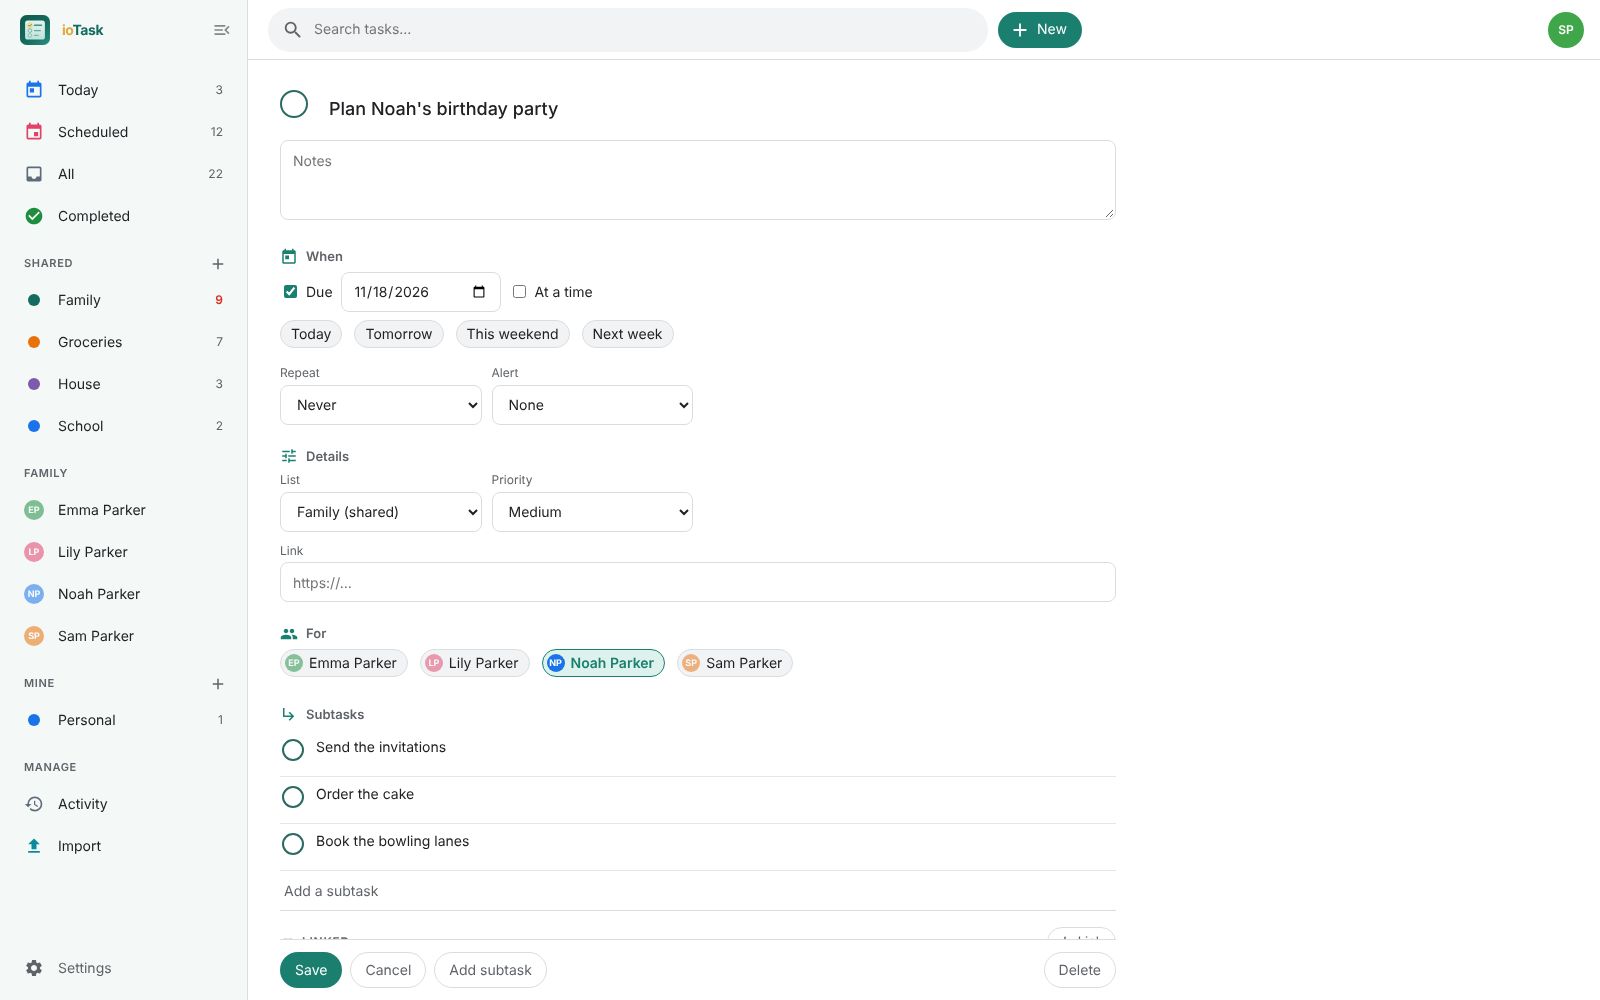 ioTask
Search tasks...
New
SP
Today 3
Scheduled 12
All 22
Completed
SHARED
Family 9
Groceries 7
House 3
School 2
FAMILY
EP Emma Parker
LP Lily Parker
NP Noah Parker
SP Sam Parker
MINE
Personal 1
MANAGE
Activity
Import
Settings
Plan Noah's birthday party
Notes
When
Due 11/18/2026 At a time
Today Tomorrow This weekend Next week
Repeat Alert
Never None
Details
List Priority
Family (shared) Medium
Link
https://...
For
EP Emma Parker LP Lily Parker NP Noah Parker SP Sam Parker
Subtasks
Send the invitations
Order the cake
Book the bowling lanes
Add a subtask
LINKED
Save Cancel Add subtask Delete